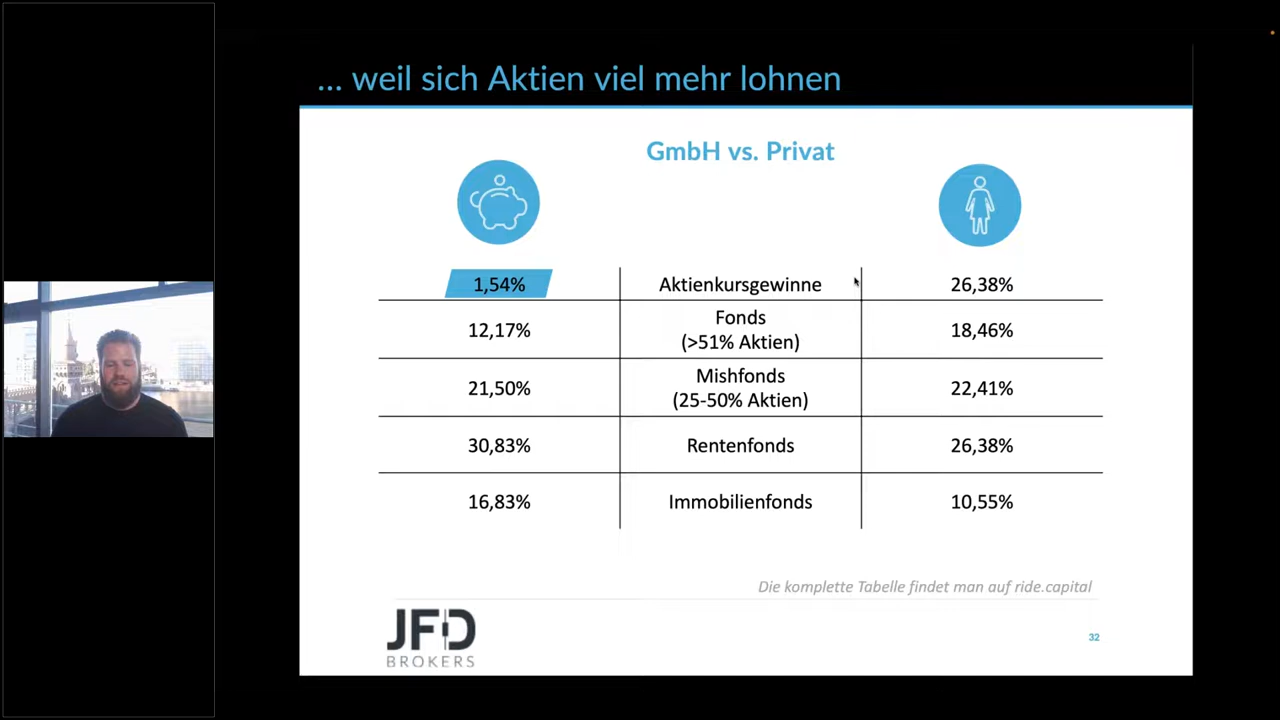 ... weil sich Aktien viel mehr lohnen
GmbH vs. Privat
1,54% Aktienkursgewinne 26,38%
12,17% Fonds (>51% Aktien) 18,46%
21,50% Mishfonds (25-50% Aktien) 22,41%
30,83% Rentenfonds 26,38%
16,83% Immobilienfonds 10,55%
Die komplette Tabelle findet man auf ride.capital
JFD
BROKERS
32